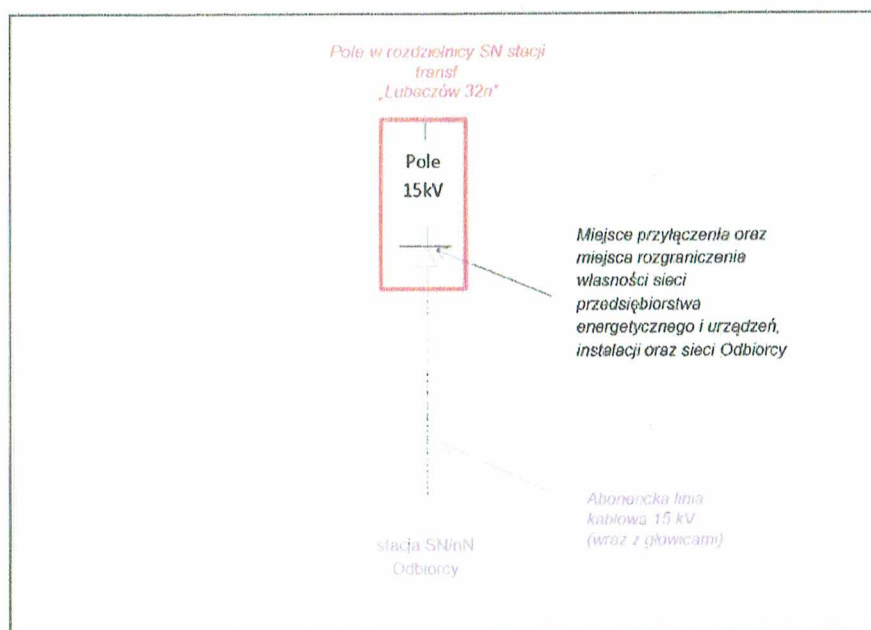 Pole w rozdzielnicy SN stacji
transf
„Lubaczów 32n"
Pole
15kV
Miejsce przyłączenia oraz
miejsca rozgraniczenia
własności sieci
przedsiębiorstwa
energetycznego i urządzeń,
instalacji oraz sieci Odbiorcy
Abonencka linia
kablowa 15 kV
(wraz z głowicami)
stacja SN/nN
Odbiorcy